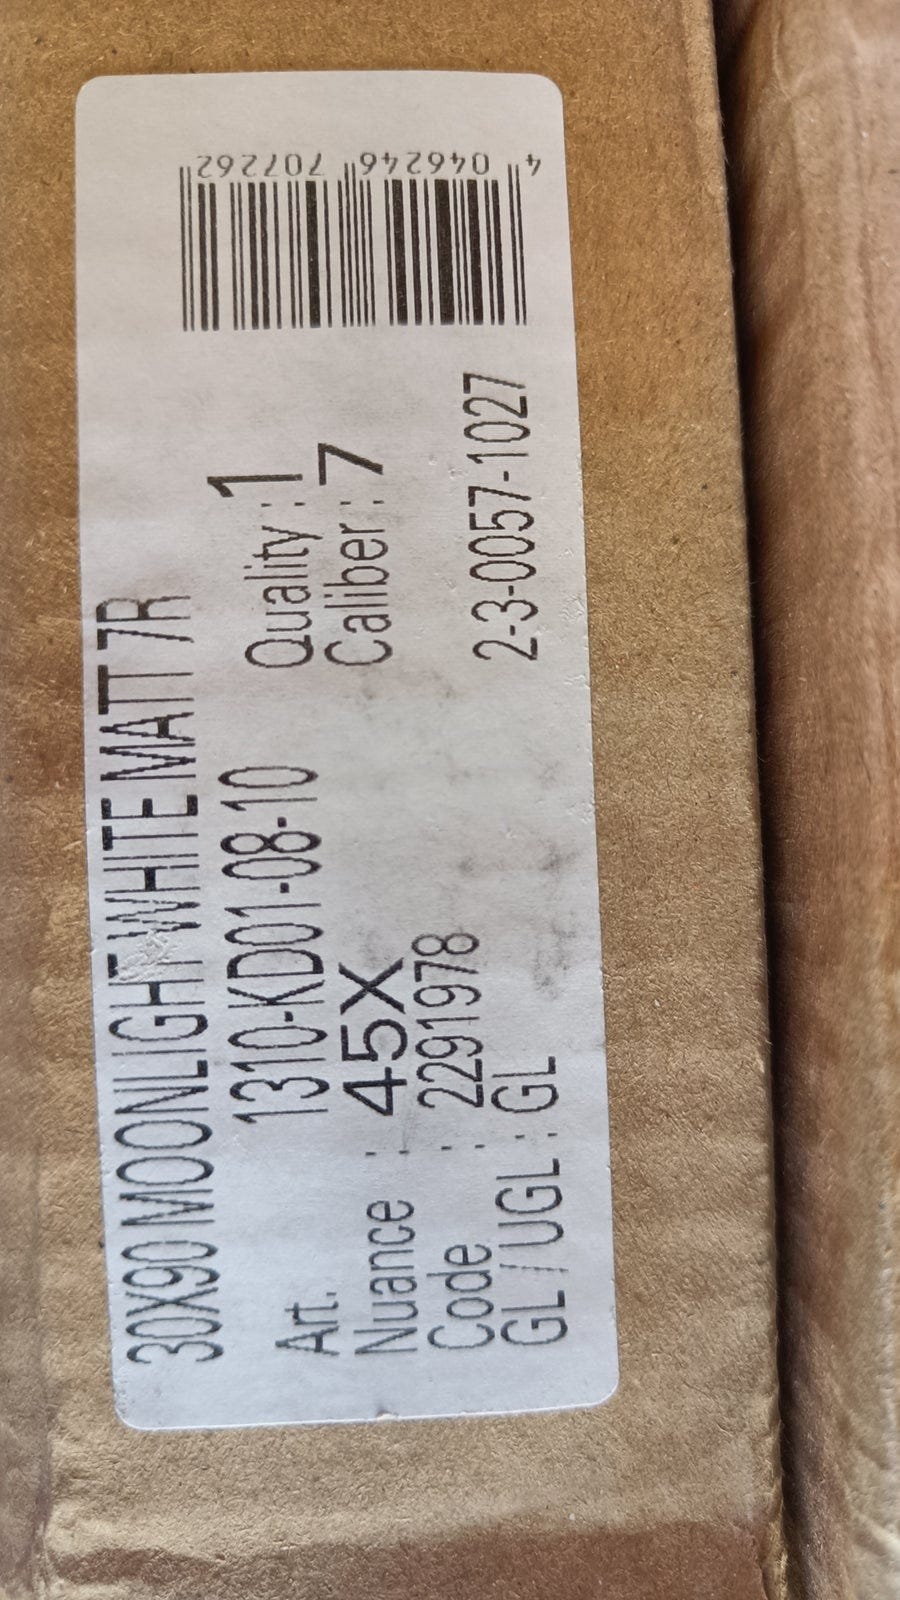 30X90 MOONLIGHT WHITE MATT 7R
Art. 1310-KD01-08-10 Quality : 1
Nuance : 45X Caliber : 7
Code : 2291978
GL / UGL : GL 2-3-0057-1027
4 046246 707262